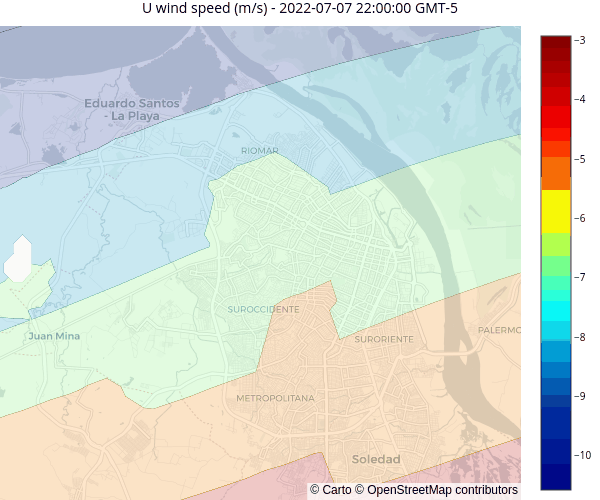 U wind speed (m/s) - 2022-07-07 22:00:00 GMT-5
−3
Eduardo Santos
- La Playa
−4
RIOMAR
−5
−6
−7
SUROCCIDENTE
PALERMO
Juan Mina
SURORIENTE
−8
METROPOLITANA
−9
Soledad
−10
© Carto © OpenStreetMap contributors